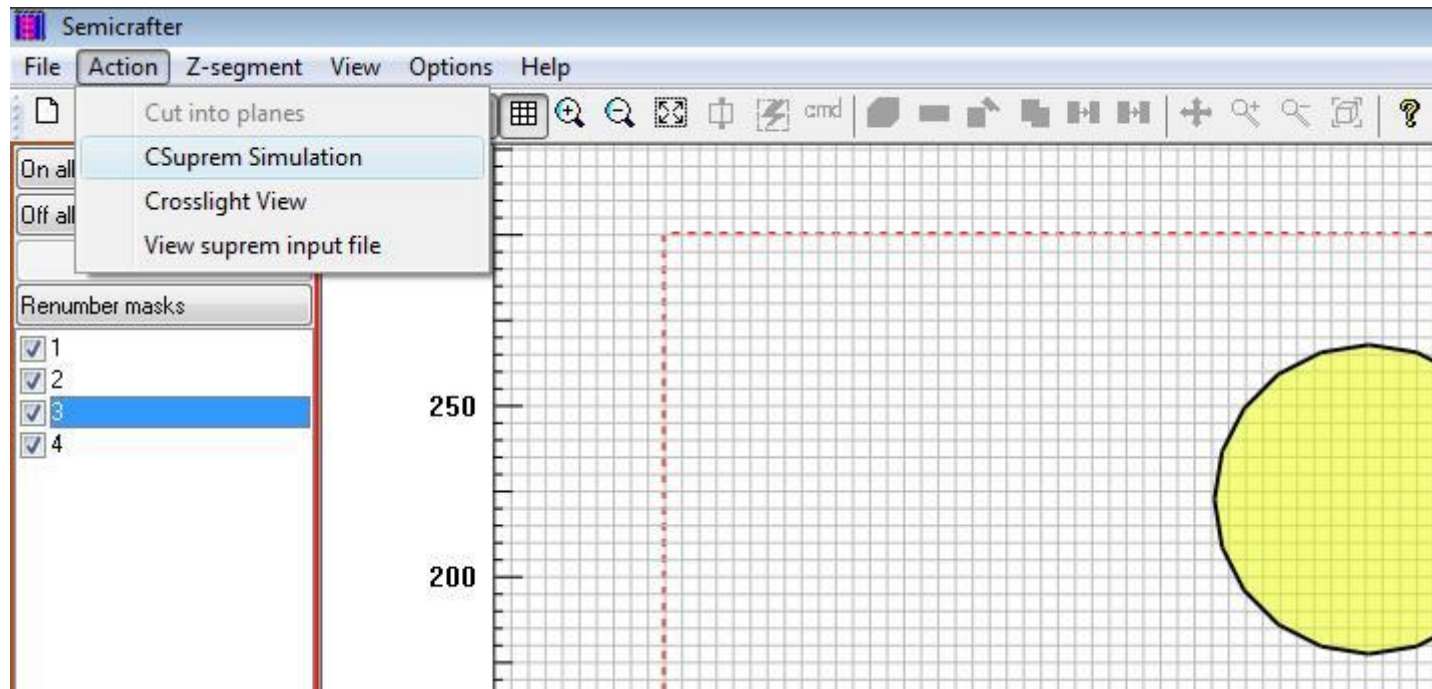 Semicrafter
File Action Z-segment View Options Help
Cut into planes
cmd
CSuprem Simulation
On all
Crosslight View
Off all
View suprem input file
Renumber masks
1
2
3
4
250
200